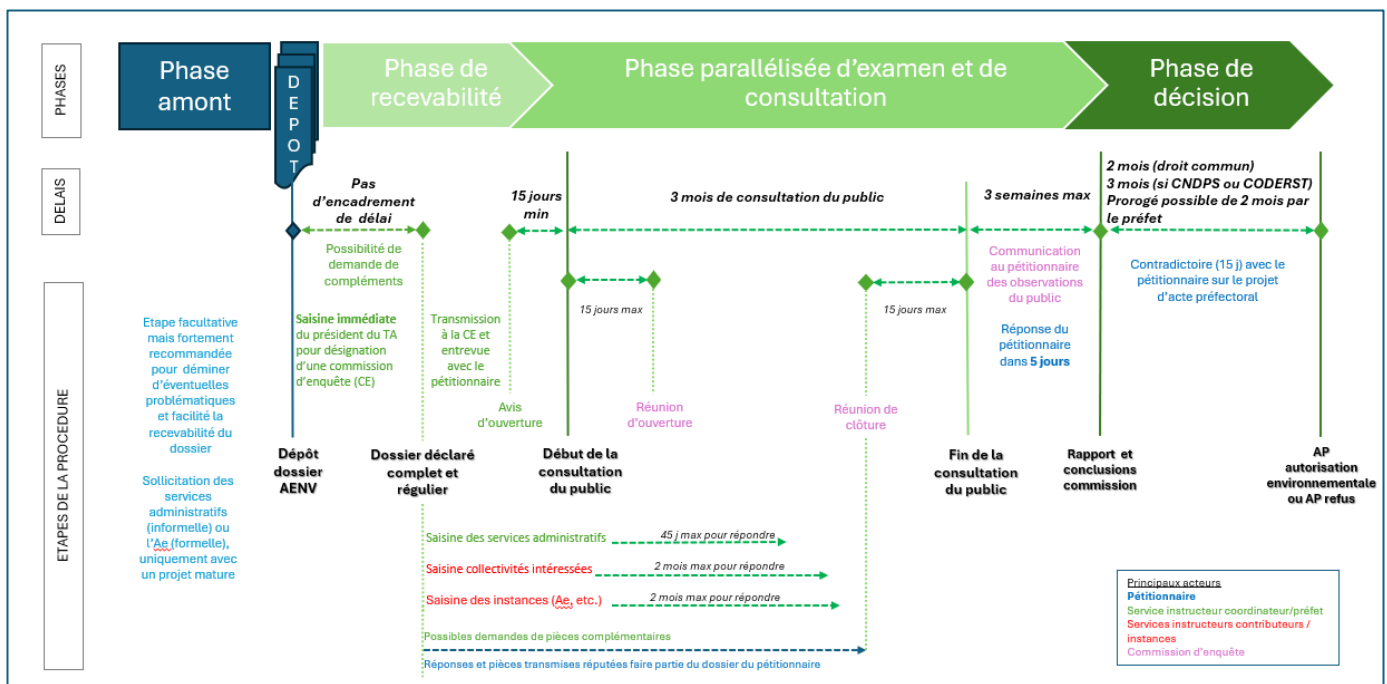 PHASES
Phase
amont
DEPOT
Phase de
recevabilité
Phase parallélisée d'examen et de
consultation
Phase de
décision
DELAIS
Pas
d'encadrement
de délai
15 jours
min
3 mois de consultation du public
3 semaines max
2 mois (droit commun)
3 mois (si CNDPS ou CODERST)
Prorogé possible de 2 mois par
le préfet
ETAPES DE LA PROCEDURE
Etape facultative
mais fortement
recommandée
pour déminer
d'éventuelles
problématiques
et facilité la
recevabilité du
dossier
Sollicitation des
services
administratifs
(informelle) ou
l'Ae (formelle),
uniquement avec
un projet mature
Possibilité de
demande de
compléments
Saisine immédiate
du président du TA
pour désignation
d'une commission
d'enquête (CE)
Transmission
à la CE et
entrevue
avec le
pétitionnaire
Avis
d'ouverture
15 jours max
Réunion
d'ouverture
15 jours max
Réunion de
clôture
Communication
au pétitionnaire
des observations
du public
Réponse du
pétitionnaire
dans 5 jours
Contradictoire (15 j) avec le
pétitionnaire sur le projet
d'acte préfectoral
Dépôt
dossier
AENV
Dossier déclaré
complet et
régulier
Début de la
consultation
du public
Fin de la
consultation
du public
Rapport et
conclusions
commission
AP
autorisation
environnementale
ou AP refus
Saisine des services administratifs
45 j max pour répondre
Saisine collectivités intéressées
2 mois max pour répondre
Saisine des instances (Ae, etc.)
2 mois max pour répondre
Possibles demandes de pièces complémentaires
Réponses et pièces transmises réputées faire partie du dossier du pétitionnaire
Principaux acteurs
Pétitionnaire
Service instructeur coordinateur/préfet
Services instructeurs contributeurs /
instances
Commission d'enquête